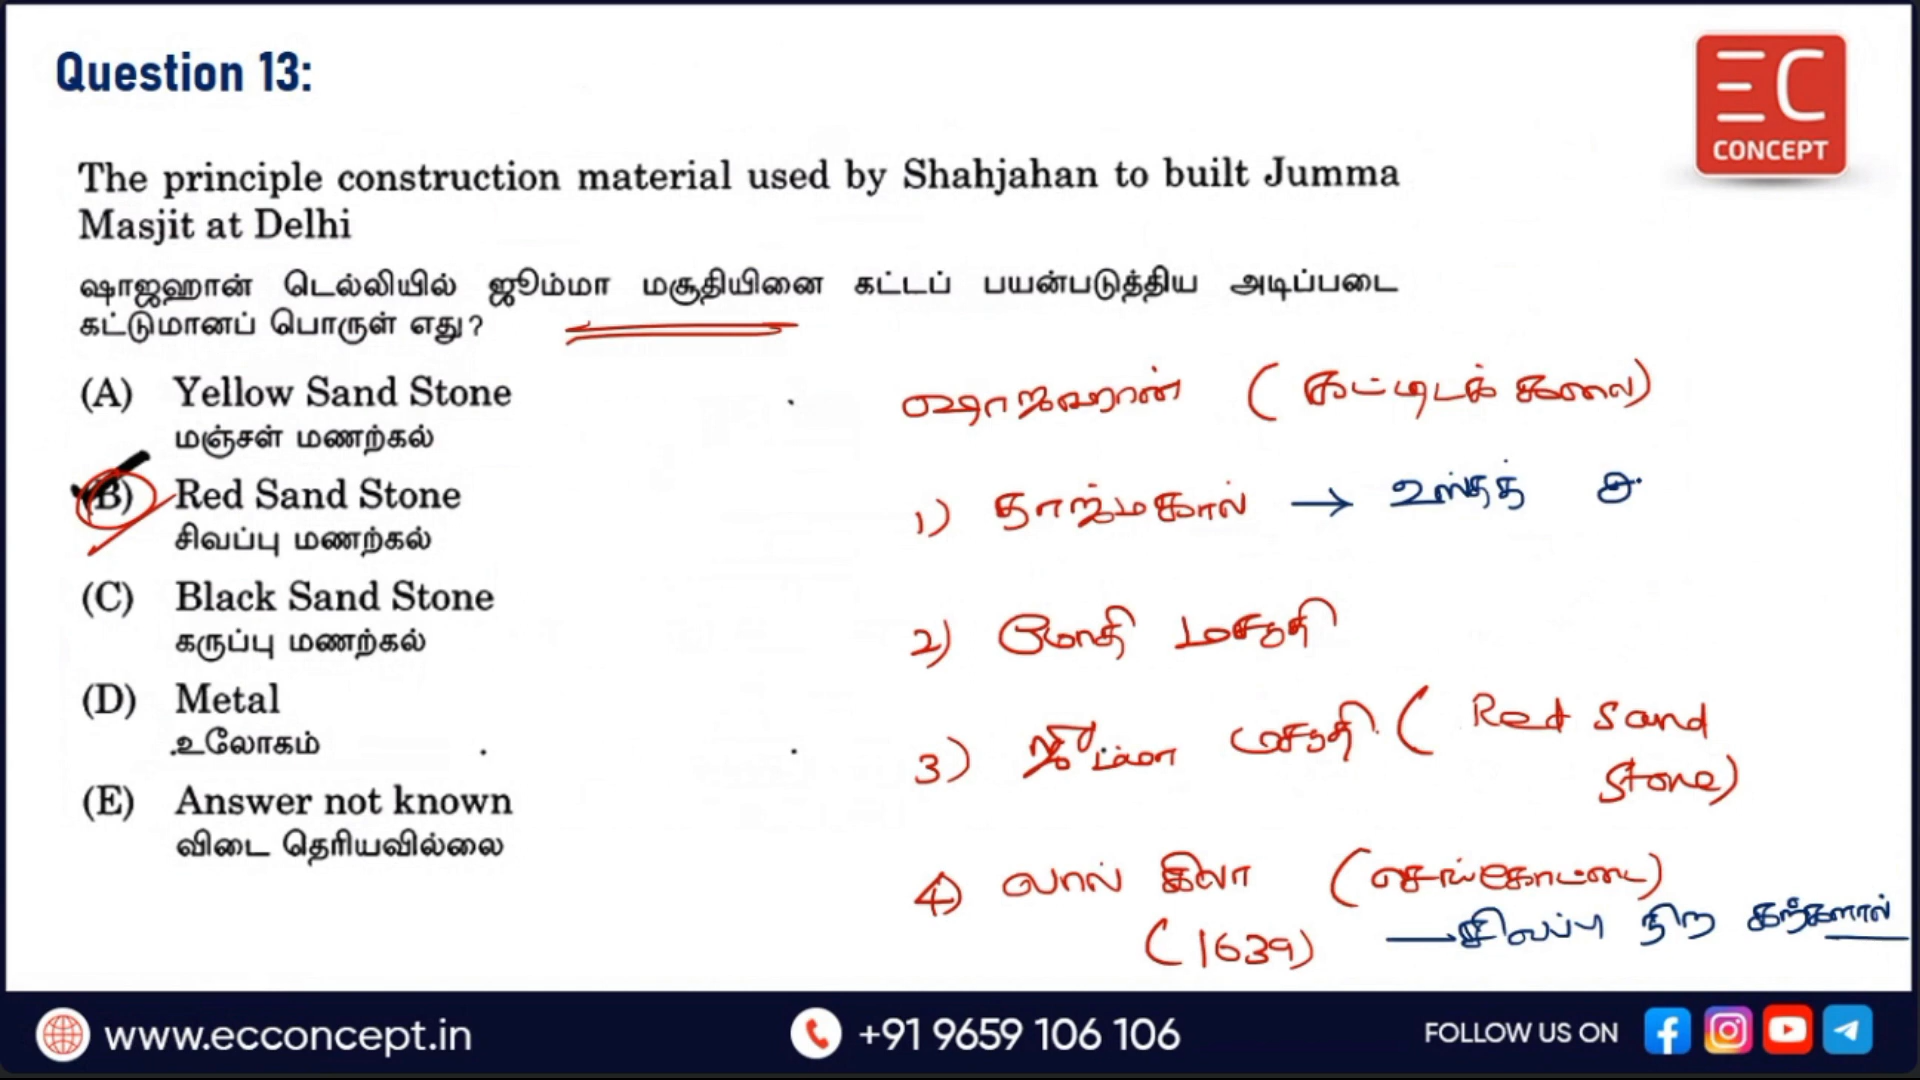 Question 13:
EC
CONCEPT
The principle construction material used by Shahjahan to built Jumma
Masjit at Delhi
ஷாஜஹான் டெல்லியில் ஜூம்மா மசூதியினை கட்டப் பயன்படுத்திய அடிப்படை
கட்டுமானப் பொருள் எது?
(A) Yellow Sand Stone
மஞ்சள் மணற்கல்
(B) Red Sand Stone
சிவப்பு மணற்கல்
(C) Black Sand Stone
கருப்பு மணற்கல்
(D) Metal
உலோகம்
(E) Answer not known
விடை தெரியவில்லை
ஷாஜஹான் (கட்டிடக் கலை)
1) தாஜ்மகால் →
2) மோதி மசூதி
3) ஜீம்மா மசூதி (Red Sand
Stone)
4) லால் கிலா (செங்கோட்டை)
(1639) சிவப்பு நிற கற்களால்
www.ecconcept.in
+91 9659 106 106
FOLLOW US ON